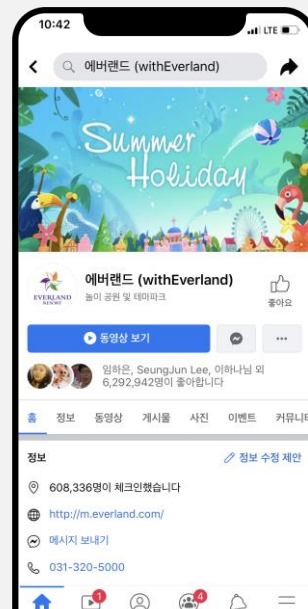 10:42
LTE
에버랜드 (withEverland)
Summer
Holiday
EVERLAND
RESORT
에버랜드 (withEverland)
놀이 공원 및 테마파크
좋아요
동영상 보기
임하은, SeungJun Lee, 이하나님 외
6,292,942명이 좋아합니다
홈 정보 동영상 게시물 사진 이벤트 커뮤니티
정보
정보 수정 제안
608,336명이 체크인했습니다
http://m.everland.com/
메시지 보내기
031-320-5000
1
4